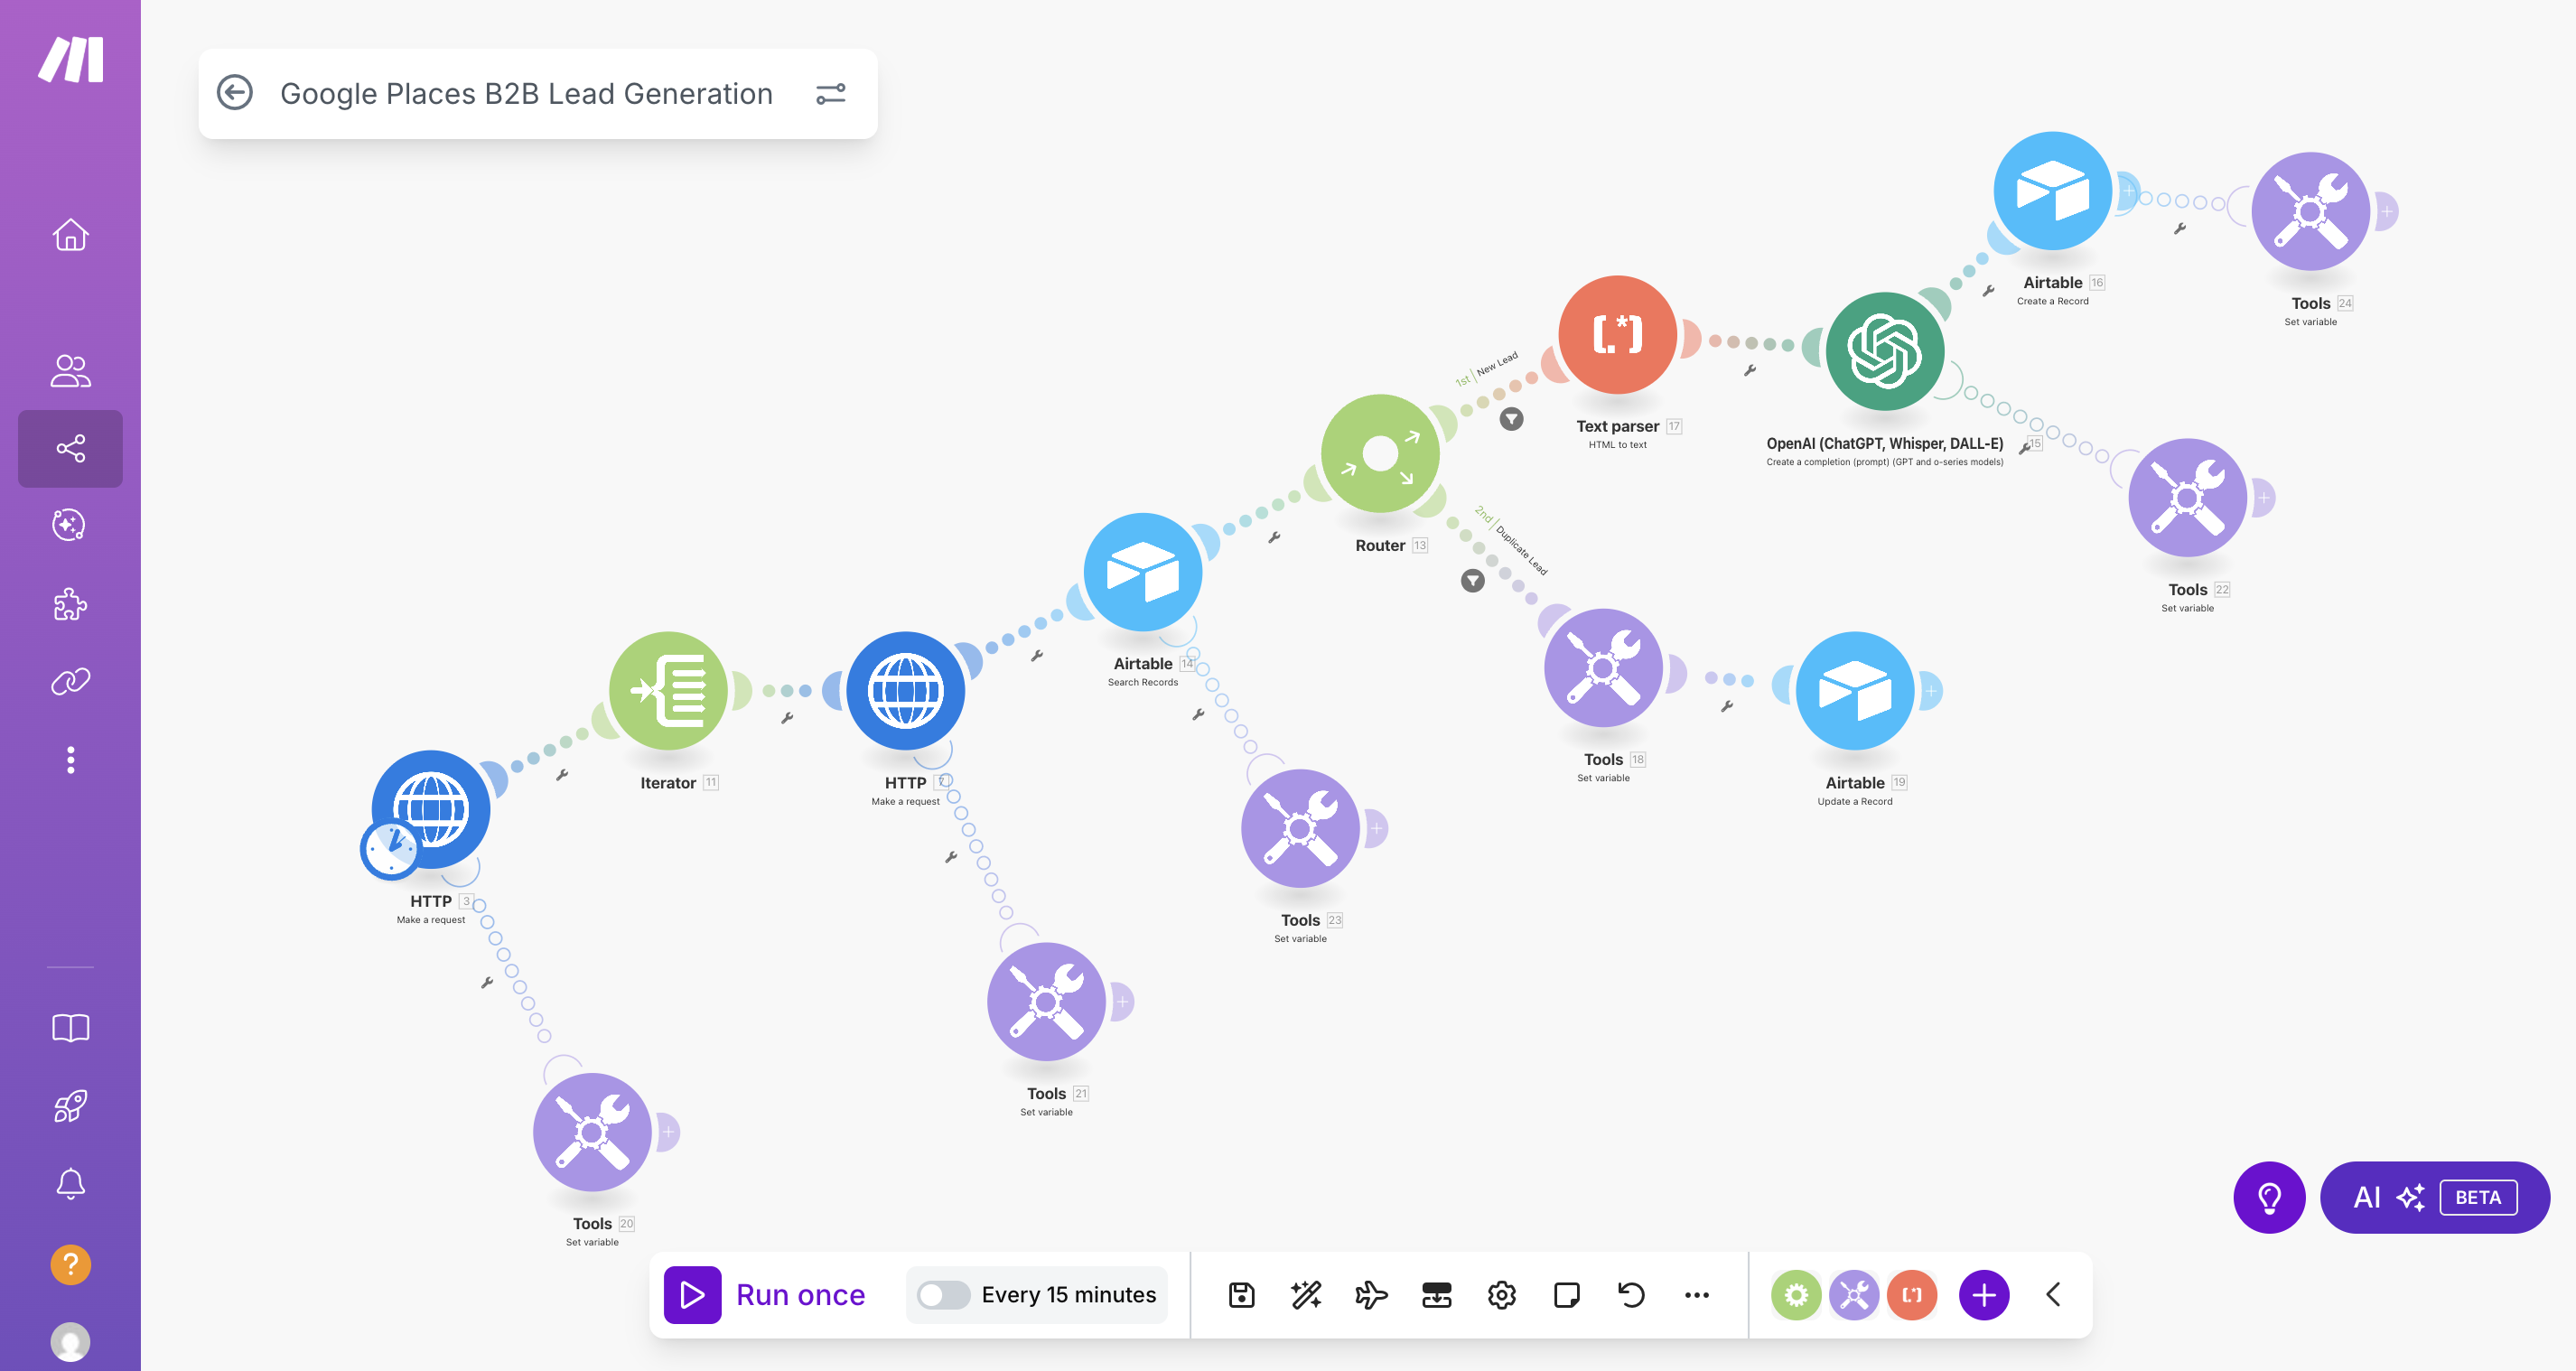 Google Places B2B Lead Generation
Airtable 16
Create a Record
Tools 24
Set variable
1st | New Lead
Text parser 17
HTML to text
OpenAI (ChatGPT, Whisper, DALL-E) 15
Create a completion (prompt) (GPT and o-series models)
Router 13
2nd | Duplicate Lead
Tools 22
Set variable
Airtable 14
Search Records
Tools 18
Set variable
Airtable 19
Update a Record
Iterator 11
HTTP 7
Make a request
HTTP 3
Make a request
Tools 23
Set variable
Tools 21
Set variable
Tools 20
Set variable
AI BETA
Run once
Every 15 minutes